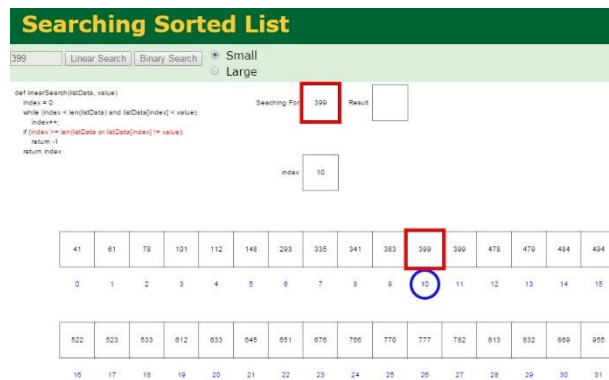 Searching Sorted List
399 Linear Search Binary Search Small
Large
def linearSearch(listData, value)
index = 0
while (index < len(listData) and listData[index] < value):
index++;
if (index >= len(listData or listData[index] != value):
return -1
return index
Seaching For 399 Result
index 10
41 61 78 101 112 148 293 335 341 383 399 399 478 479 484 494
0 1 2 3 4 5 6 7 8 9 10 11 12 13 14 15
522 523 533 612 633 645 651 676 766 770 777 782 813 832 869 955
16 17 18 19 20 21 22 23 24 25 26 27 28 29 30 31